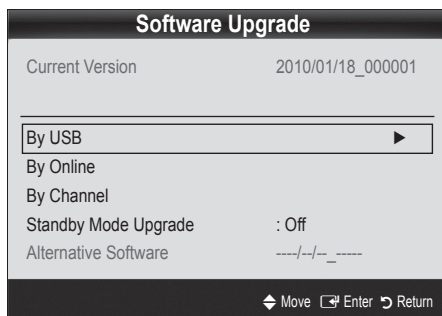 Software Upgrade
Current Version 2010/01/18_000001
By USB ►
By Online
By Channel
Standby Mode Upgrade : Off
Alternative Software ----/--/--_-----
Move Enter Return